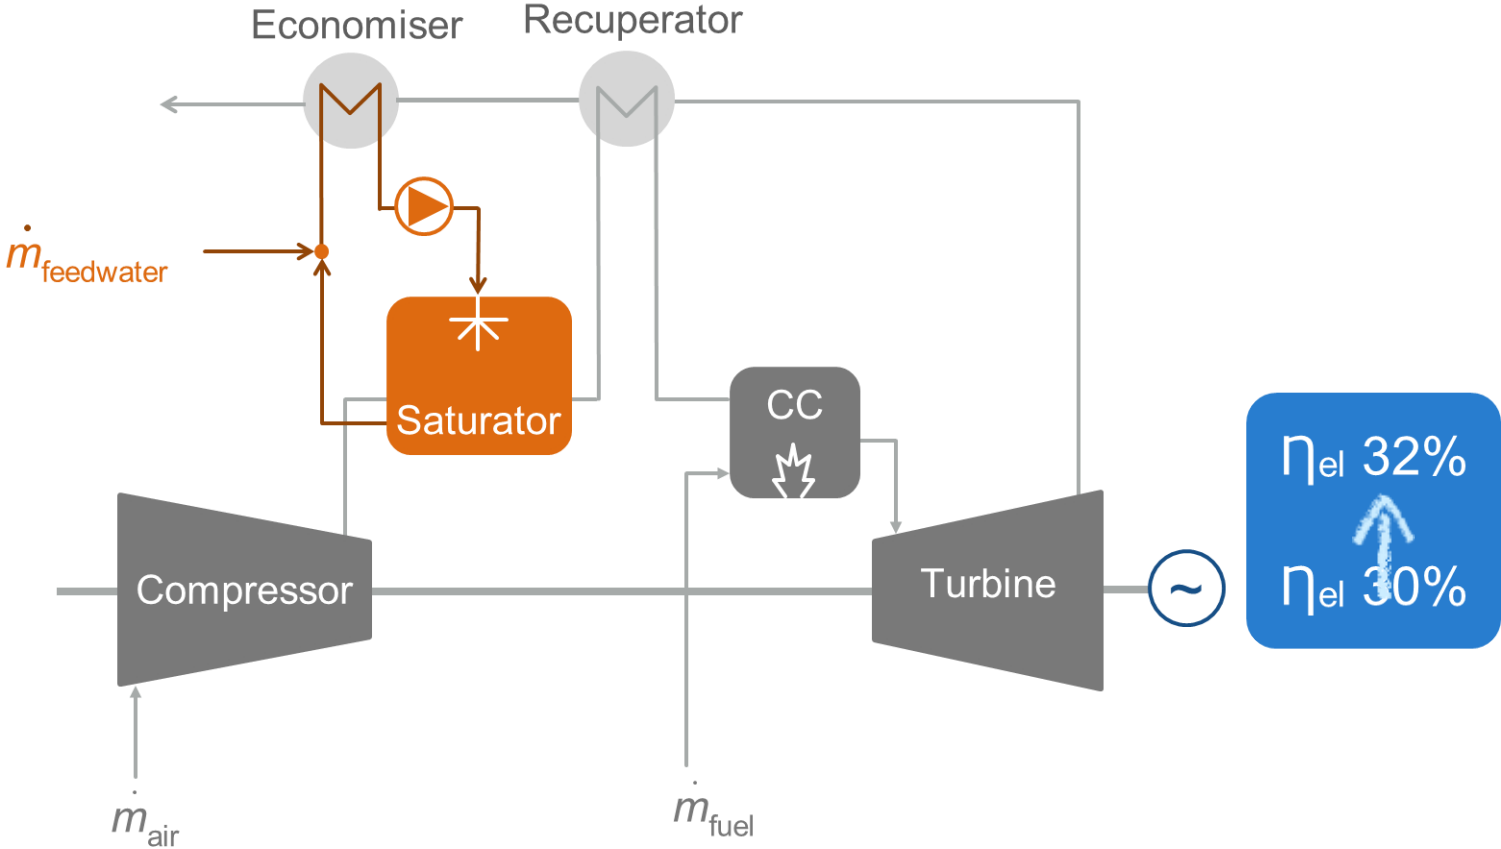 Economiser
Recuperator
ṁfeedwater
Saturator
CC
Compressor
Turbine
~
ηel 32%
ηel 30%
ṁair
ṁfuel